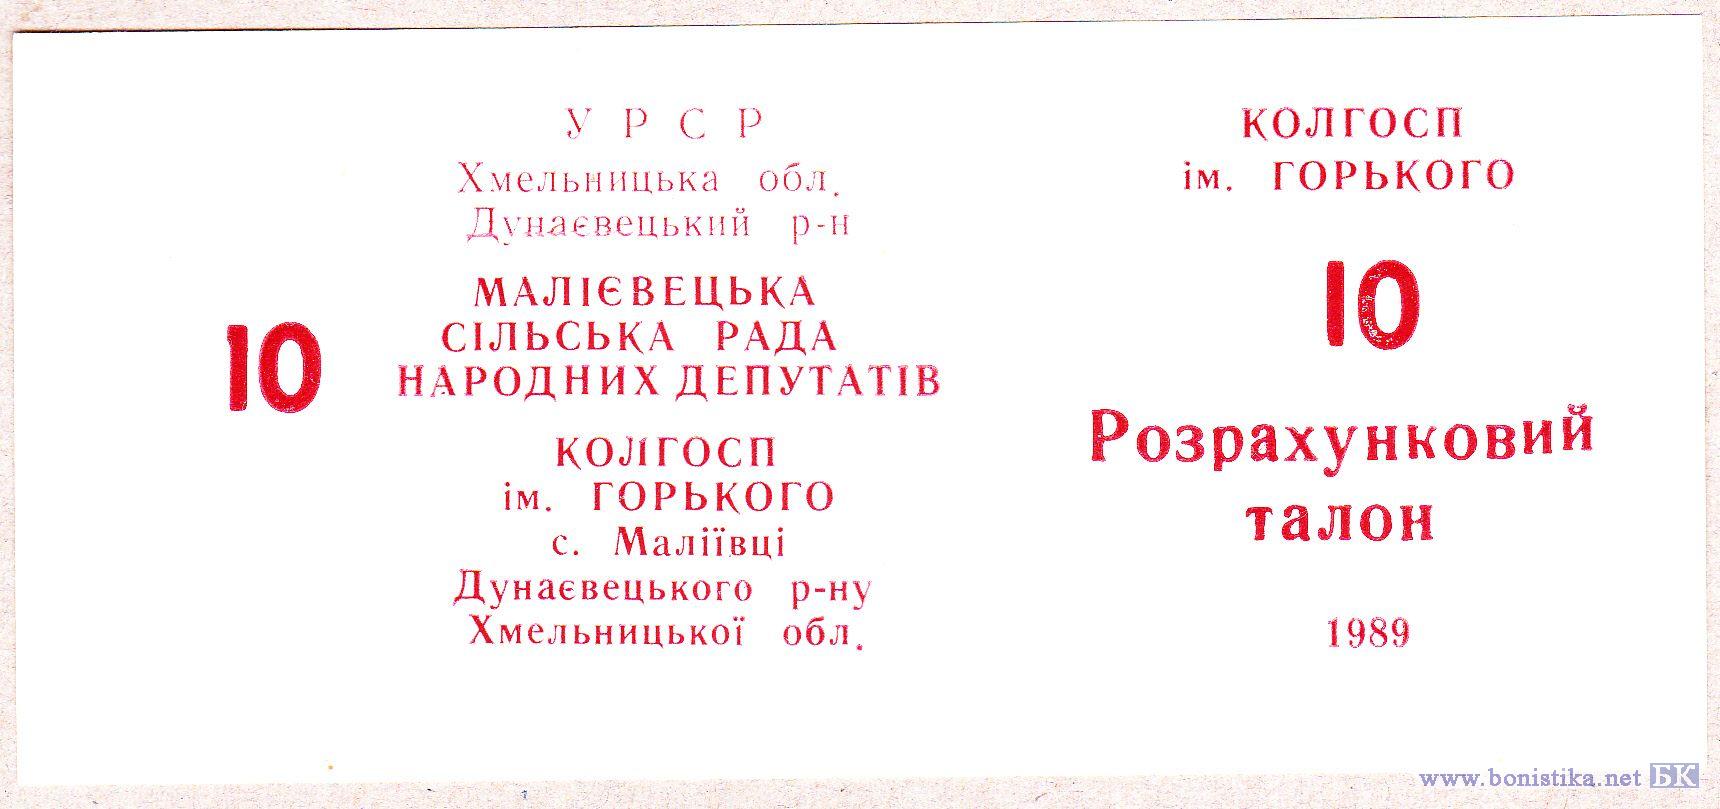 У Р С Р
Хмельницька обл.
Дунаєвецький р-н
МАЛІЄВЕЦЬКА
СІЛЬСЬКА РАДА
НАРОДНИХ ДЕПУТАТІВ
10
КОЛГОСП
ім. ГОРЬКОГО
с. Маліївці
Дунаєвецького р-ну
Хмельницької обл.
КОЛГОСП
ім. ГОРЬКОГО
10
Розрахунковий
талон
1989
www.bonistika.net БК